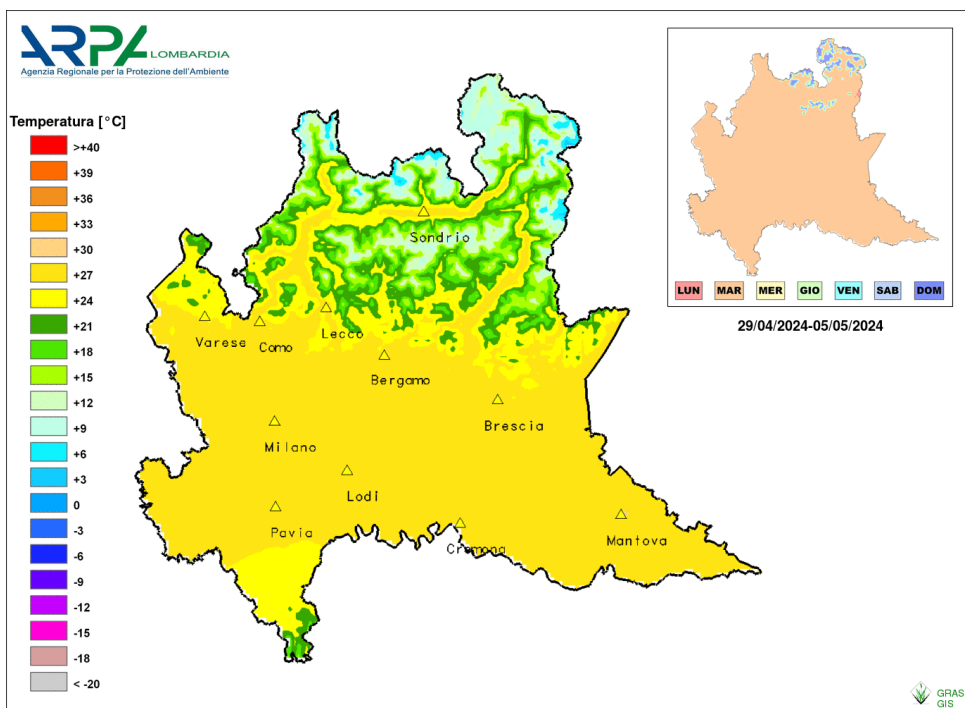 ARPA LOMBARDIA
Agenzia Regionale per la Protezione dell'Ambiente
Temperatura [°C]
>+40
+39
+36
+33
+30
+27
+24
+21
+18
+15
+12
+9
+6
+3
0
-3
-6
-9
-12
-15
-18
< -20
Sondrio
Varese
Como
Lecco
Bergamo
Brescia
Milano
Lodi
Pavia
Cremona
Mantova
LUN MAR MER GIO VEN SAB DOM
29/04/2024-05/05/2024
GRAS
GIS